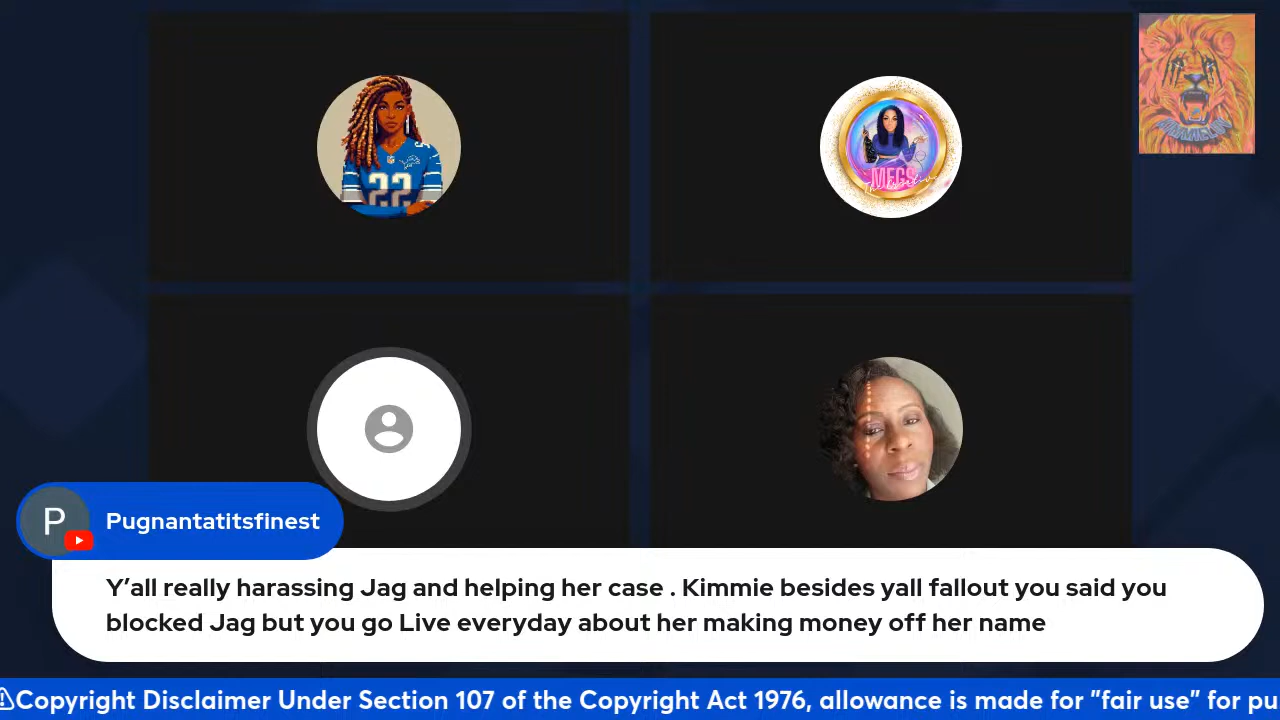 22
MEGS
P
Pugnantatitsfinest
Y’all really harassing Jag and helping her case . Kimmie besides yall fallout you said you
blocked Jag but you go Live everyday about her making money off her name
⚠Copyright Disclaimer Under Section 107 of the Copyright Act 1976, allowance is made for "fair use" for pu